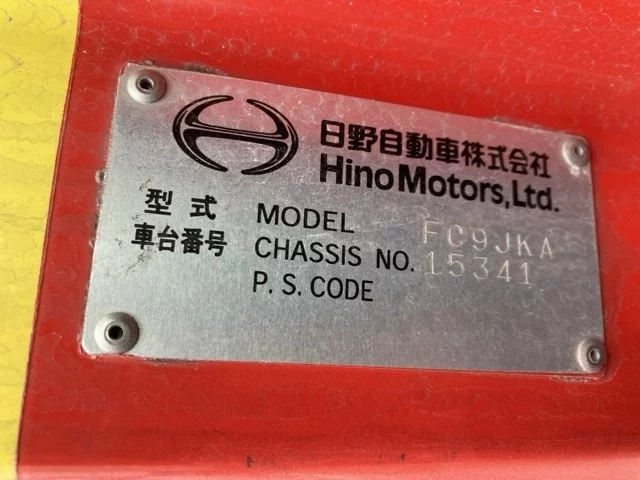 日野自動車株式会社
Hino Motors, Ltd.
型式 MODEL FC9JKA
車台番号 CHASSIS NO. 15341
P. S. CODE